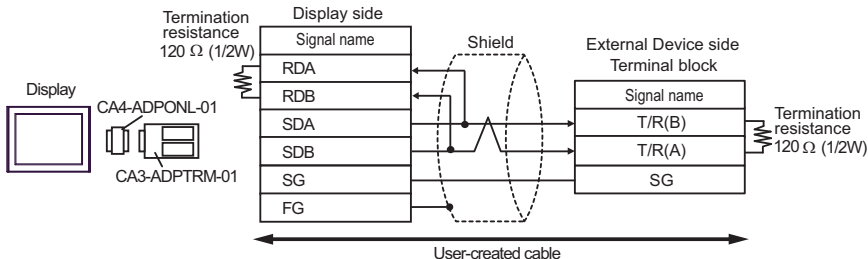 Display
CA4-ADPONL-01
CA3-ADPTRM-01
Termination
resistance
120 Ω (1/2W)
Display side
Signal name
RDA
RDB
SDA
SDB
SG
FG
Shield
External Device side
Terminal block
Signal name
T/R(B)
T/R(A)
SG
Termination
resistance
120 Ω (1/2W)
User-created cable